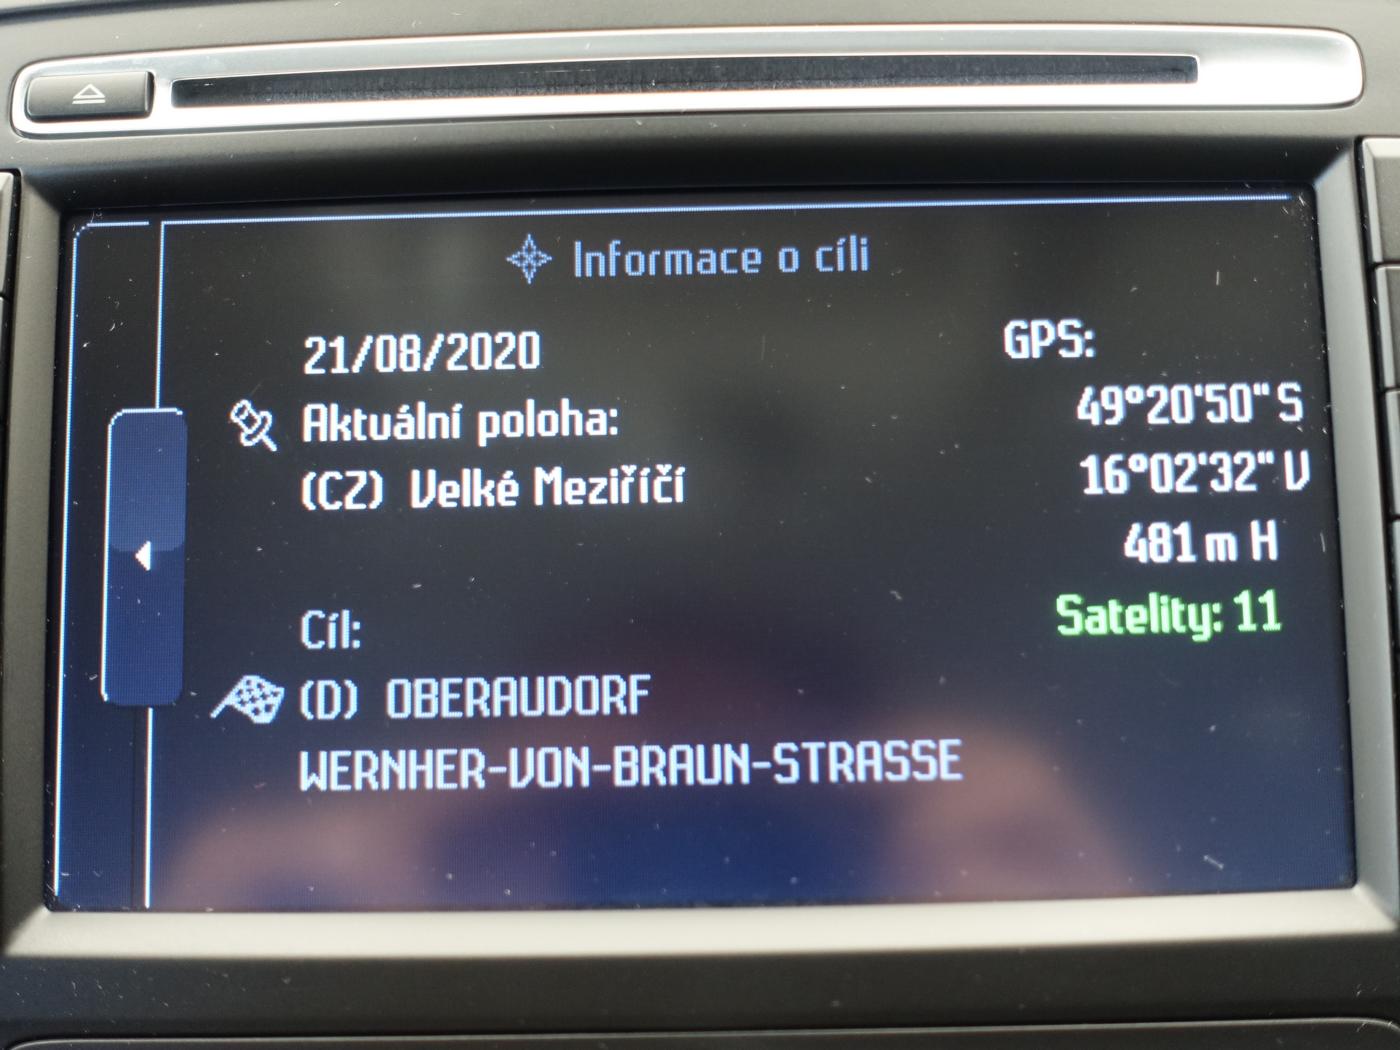 Informace o cíli
21/08/2020
Aktuální poloha:
(CZ) Velké Meziříčí
GPS:
49°20'50" S
16°02'32" V
481 m H
Satelity: 11
Cíl:
(D) OBERAUDORF
WERNHER-VON-BRAUN-STRASSE